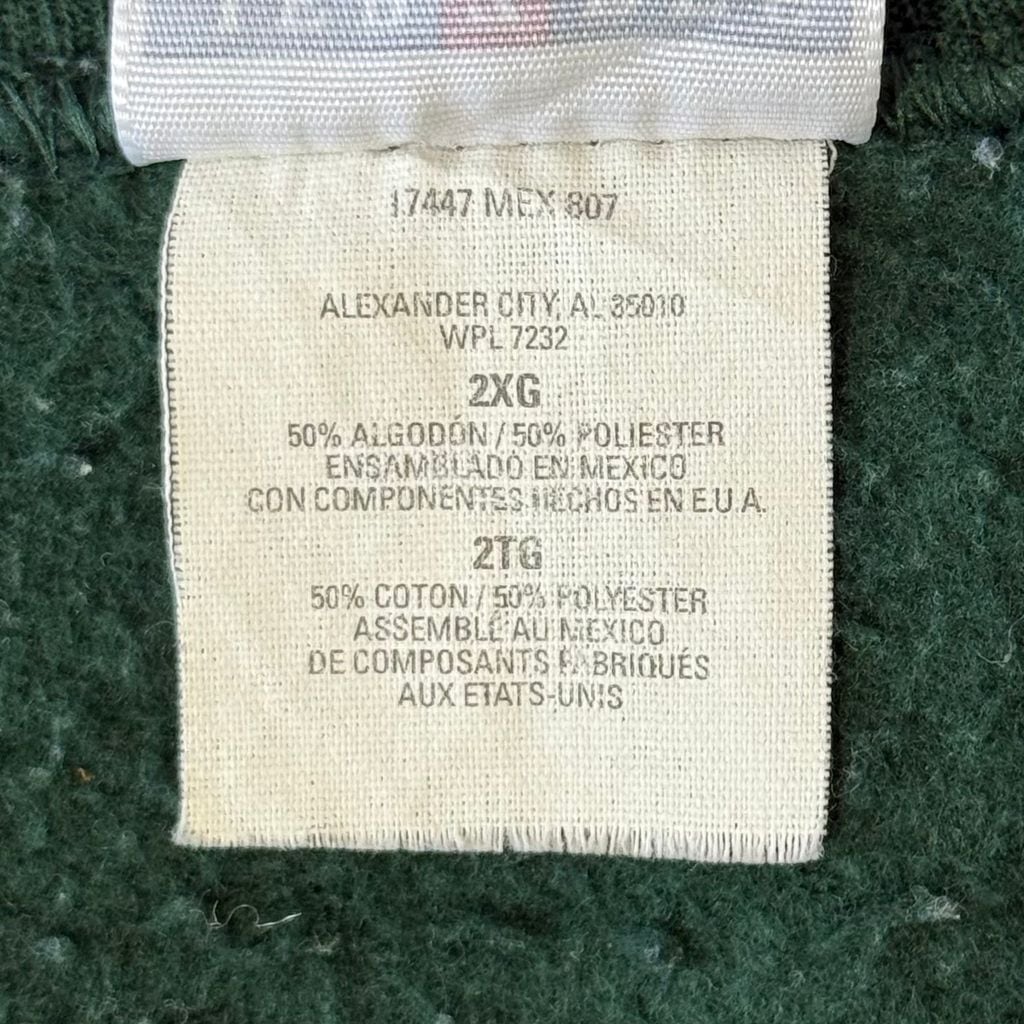 17447 MEX 807
ALEXANDER CITY, AL 35010
WPL 7232
2XG
50% ALGODÓN / 50% POLIESTER
ENSAMBLADO EN MEXICO
CON COMPONENTES HECHOS EN E.U.A.
2TG
50% COTON / 50% POLYESTER
ASSEMBLÉ AU MEXICO
DE COMPOSANTS FABRIQUÉS
AUX ETATS-UNIS